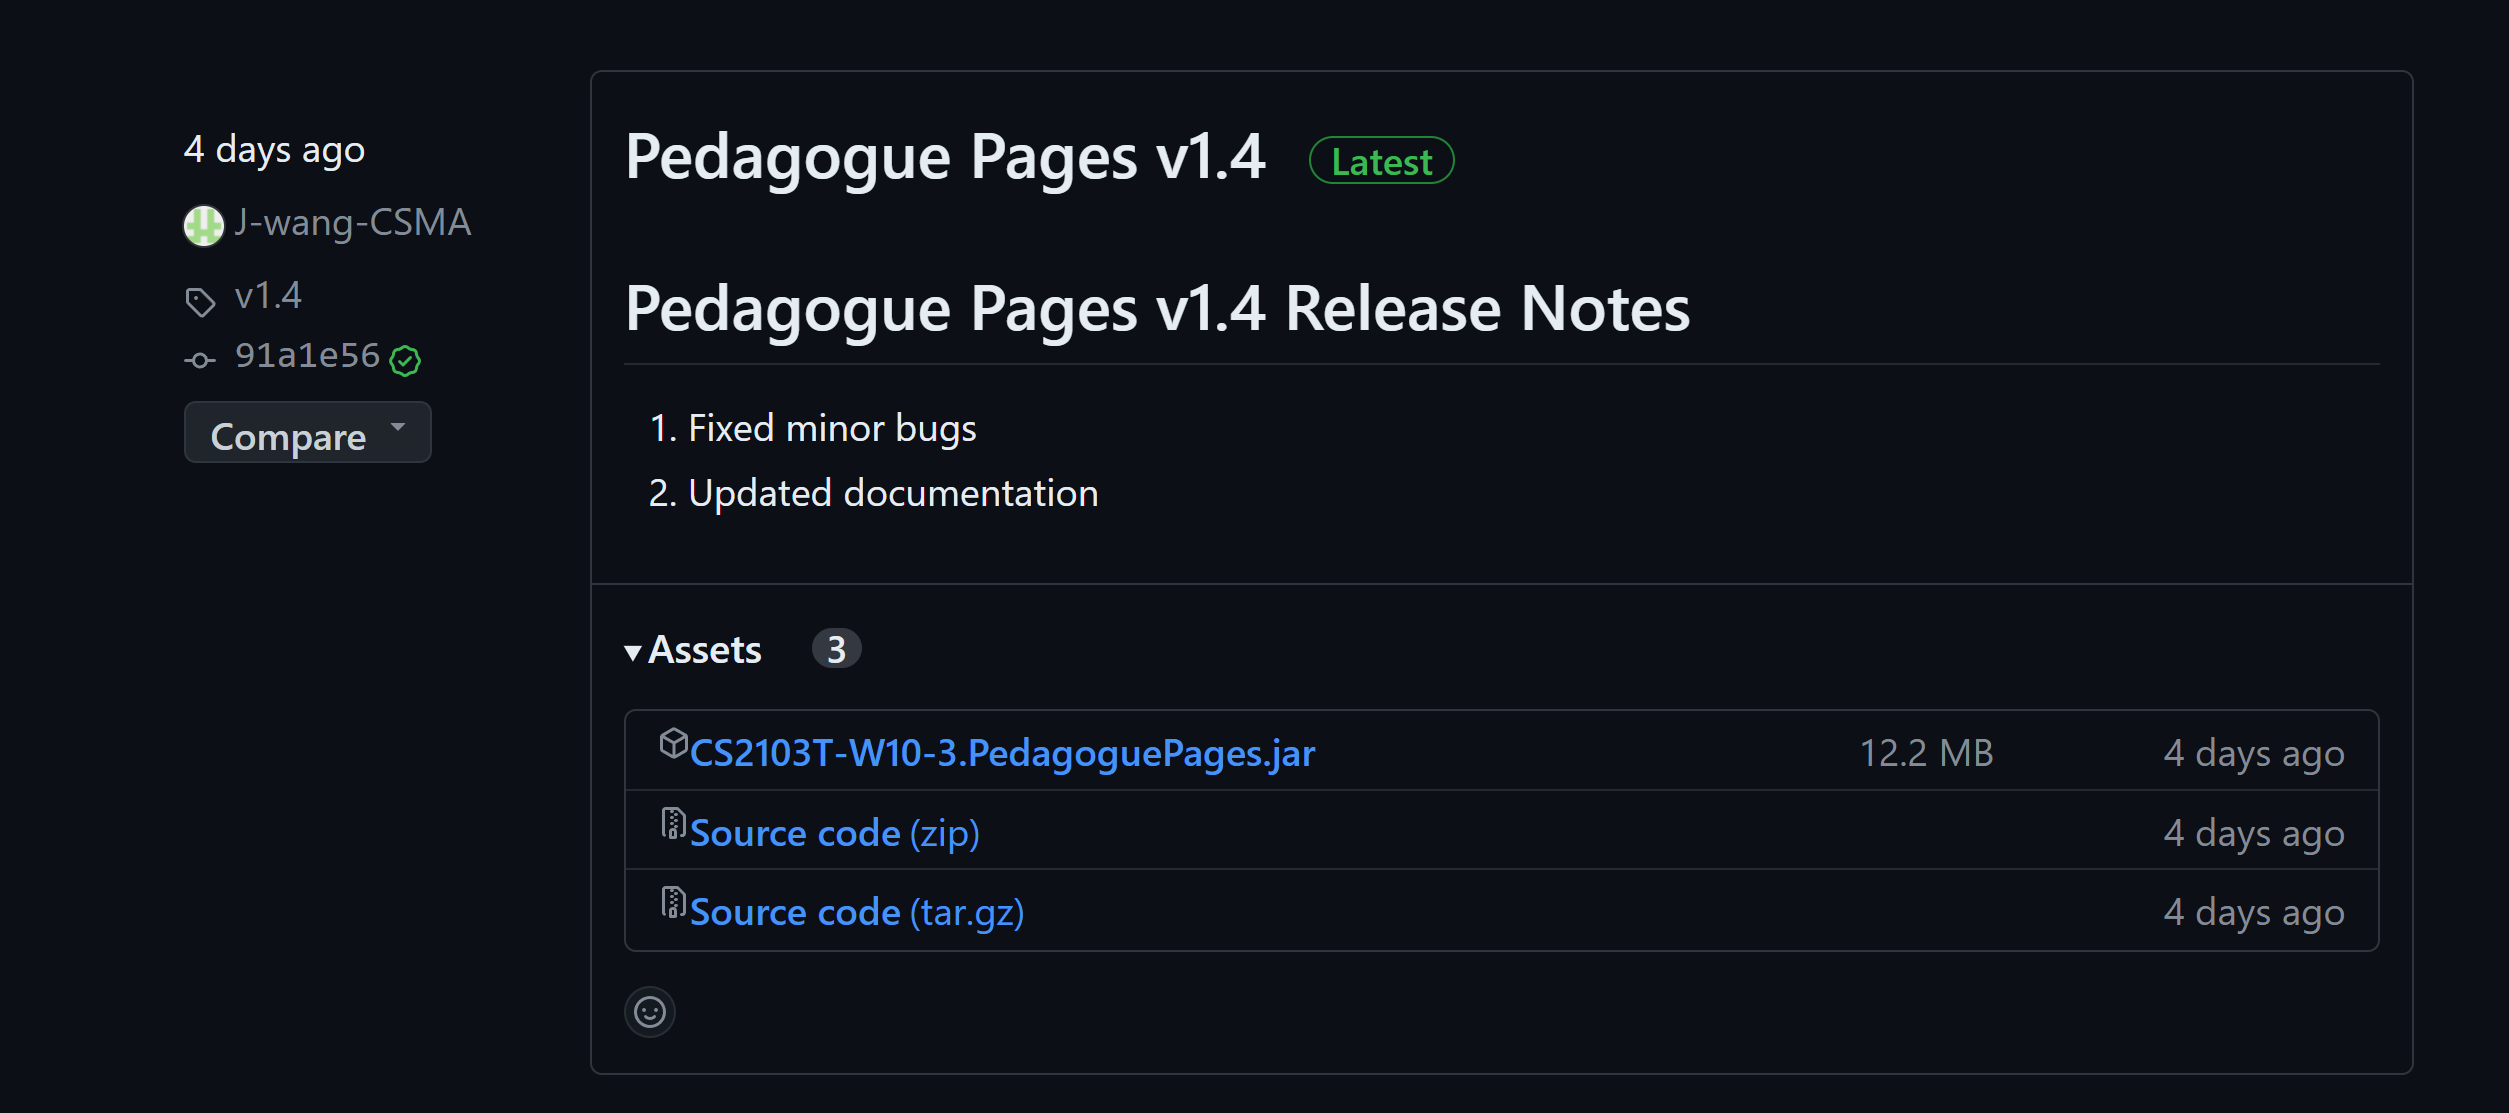 4 days ago
J-wang-CSMA
v1.4
91a1e56
Compare
Pedagogue Pages v1.4 Latest
Pedagogue Pages v1.4 Release Notes
1. Fixed minor bugs
2. Updated documentation
Assets 3
CS2103T-W10-3.PedagoguePages.jar 12.2 MB 4 days ago
Source code (zip) 4 days ago
Source code (tar.gz) 4 days ago